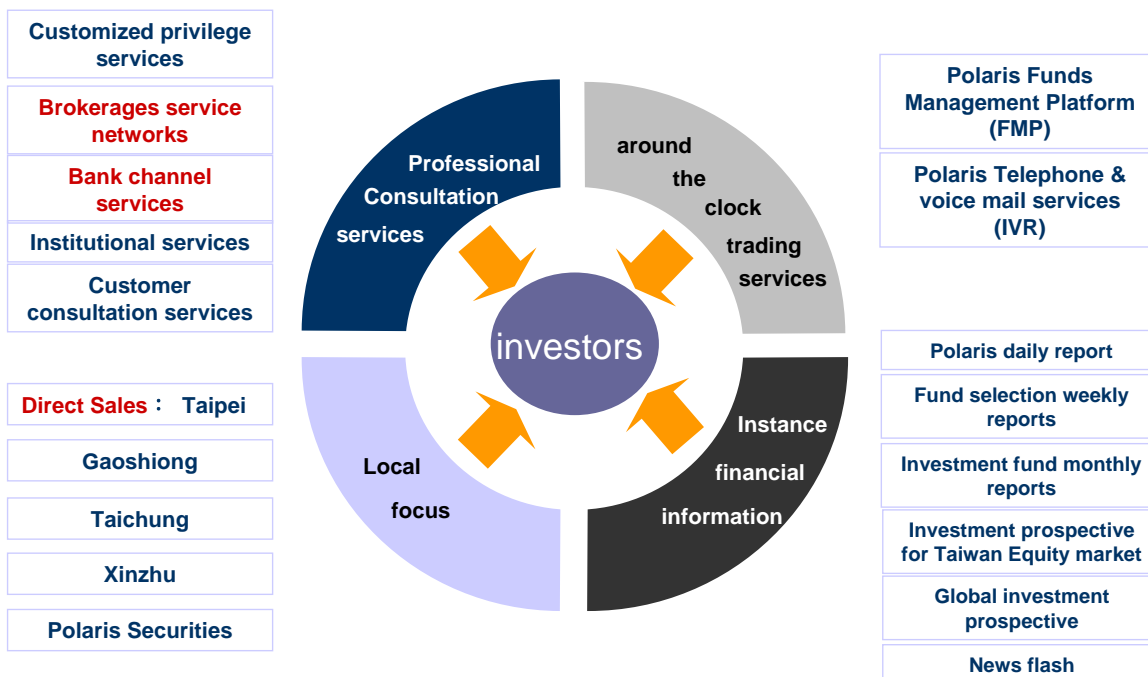 Customized privilege
services
Brokerages service
networks
Bank channel
services
Institutional services
Customer
consultation services
Direct Sales： Taipei
Gaoshiong
Taichung
Xinzhu
Polaris Securities
Professional
Consultation
services
around
the
clock
trading
services
investors
Local
focus
Instance
financial
information
Polaris Funds
Management Platform
(FMP)
Polaris Telephone &
voice mail services
(IVR)
Polaris daily report
Fund selection weekly
reports
Investment fund monthly
reports
Investment prospective
for Taiwan Equity market
Global investment
prospective
News flash